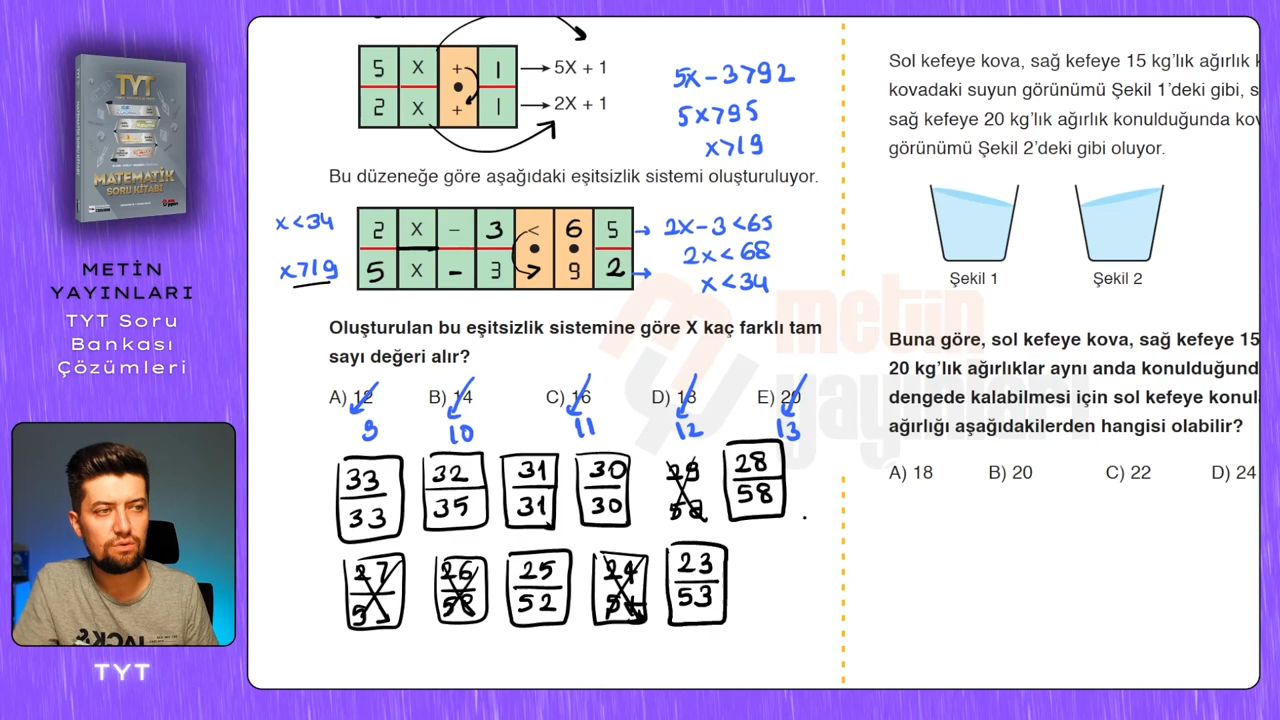 TYT
MATEMATİK
SORU KİTABI
METİN
YAYINLARI
TYT Soru
Bankası
Çözümleri
TYT
5 X + 1 → 5X + 1
2 X + 1 → 2X + 1
5x - 3 > 92
5x > 95
x > 19
Bu düzeneğe göre aşağıdaki eşitsizlik sistemi oluşturuluyor.
x < 34
x > 19
2 X - 3 < 6 5
5 X - 3 > 9 2
→ 2x - 3 < 65
2x < 68
→ x < 34
Oluşturulan bu eşitsizlik sistemine göre X kaç farklı tam
sayı değeri alır?
A) 12 B) 14 C) 16 D) 18 E) 20
9 10 11 12 13
33 32 31 30 28
33 35 31 30 58
27 26 25 24 23
58 52 53
Sol kefeye kova, sağ kefeye 15 kg’lık ağırlık
kovadaki suyun görünümü Şekil 1’deki gibi, s
sağ kefeye 20 kg’lık ağırlık konulduğunda kov
görünümü Şekil 2’deki gibi oluyor.
Şekil 1 Şekil 2
Buna göre, sol kefeye kova, sağ kefeye 15
20 kg’lık ağırlıklar aynı anda konulduğund
dengede kalabilmesi için sol kefeye konul
ağırlığı aşağıdakilerden hangisi olabilir?
A) 18 B) 20 C) 22 D) 24
metin
yayınları